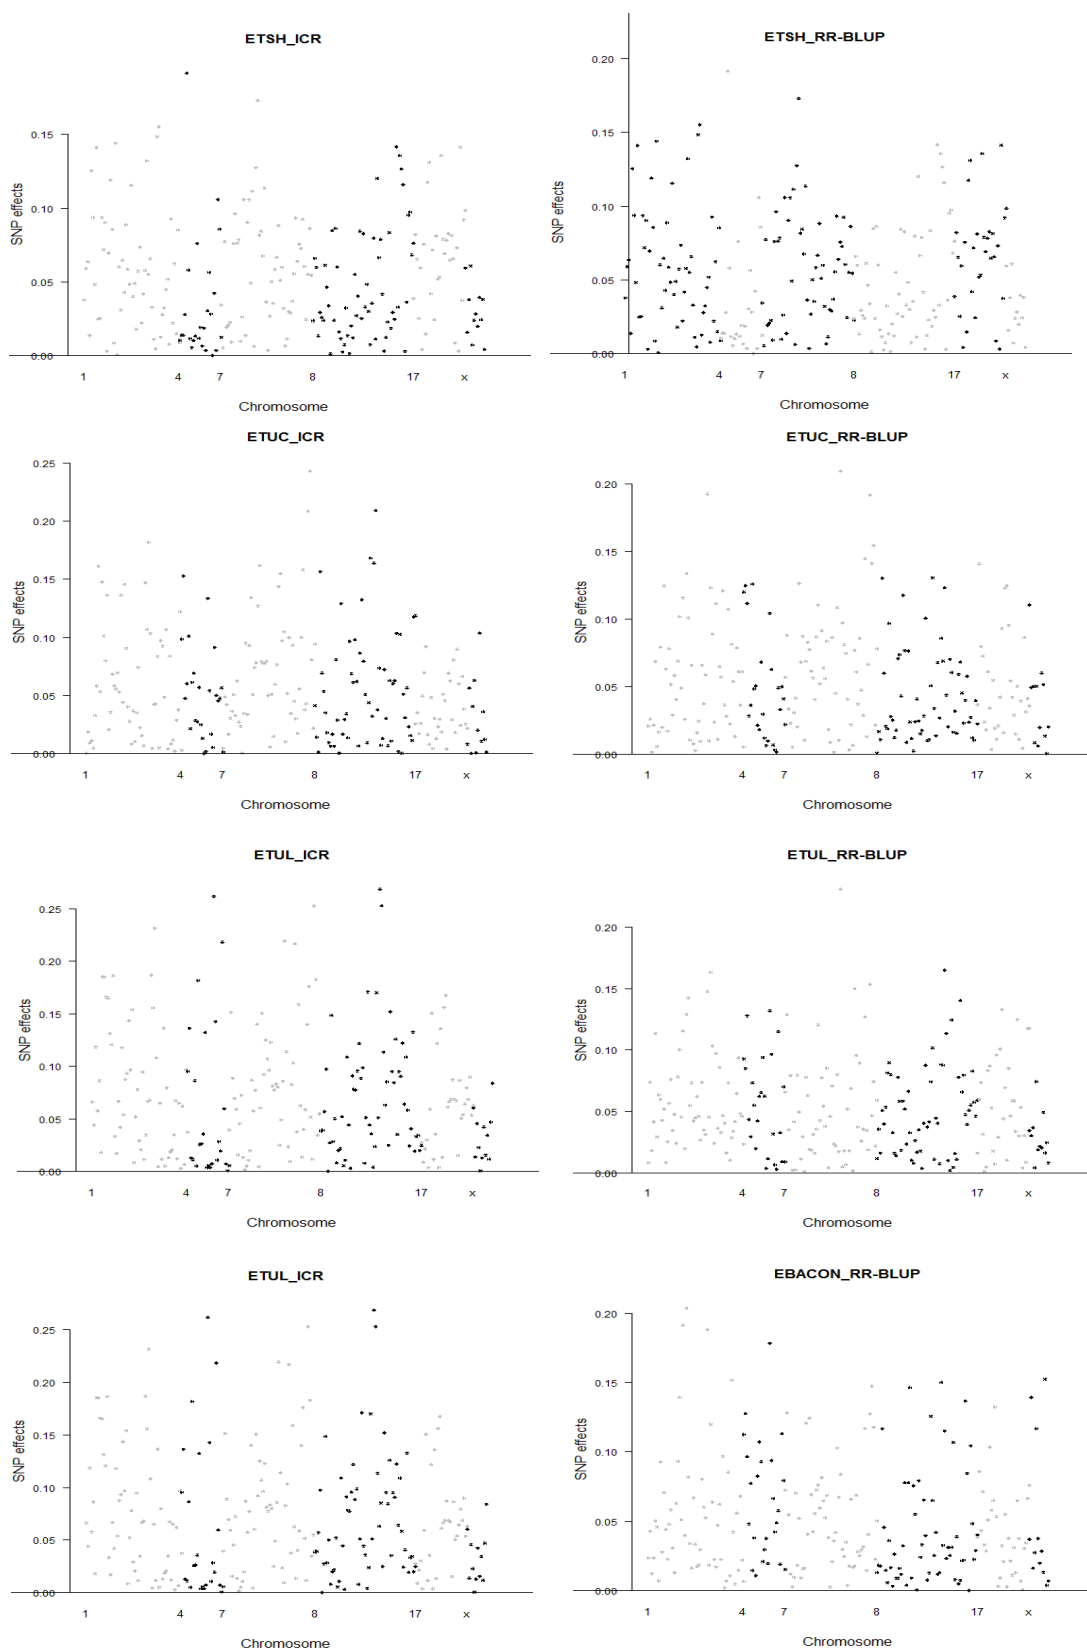 ETSH_ICR
SNP effects
0.15
0.10
0.05
0.00
1 4 7 8 17 x
Chromosome
ETSH_RR-BLUP
SNP effects
0.20
0.15
0.10
0.05
0.00
1 4 7 8 17 x
Chromosome
ETUC_ICR
SNP effects
0.25
0.20
0.15
0.10
0.05
0.00
1 4 7 8 17 x
Chromosome
ETUC_RR-BLUP
SNP effects
0.20
0.15
0.10
0.05
0.00
1 4 7 8 17 x
Chromosome
ETUL_ICR
SNP effects
0.25
0.20
0.15
0.10
0.05
0.00
1 4 7 8 17 x
Chromosome
ETUL_RR-BLUP
SNP effects
0.20
0.15
0.10
0.05
0.00
1 4 7 8 17 x
Chromosome
ETUL_ICR
SNP effects
0.25
0.20
0.15
0.10
0.05
0.00
1 4 7 8 17 x
Chromosome
EBACON_RR-BLUP
SNP effects
0.20
0.15
0.10
0.05
0.00
1 4 7 8 17 x
Chromosome